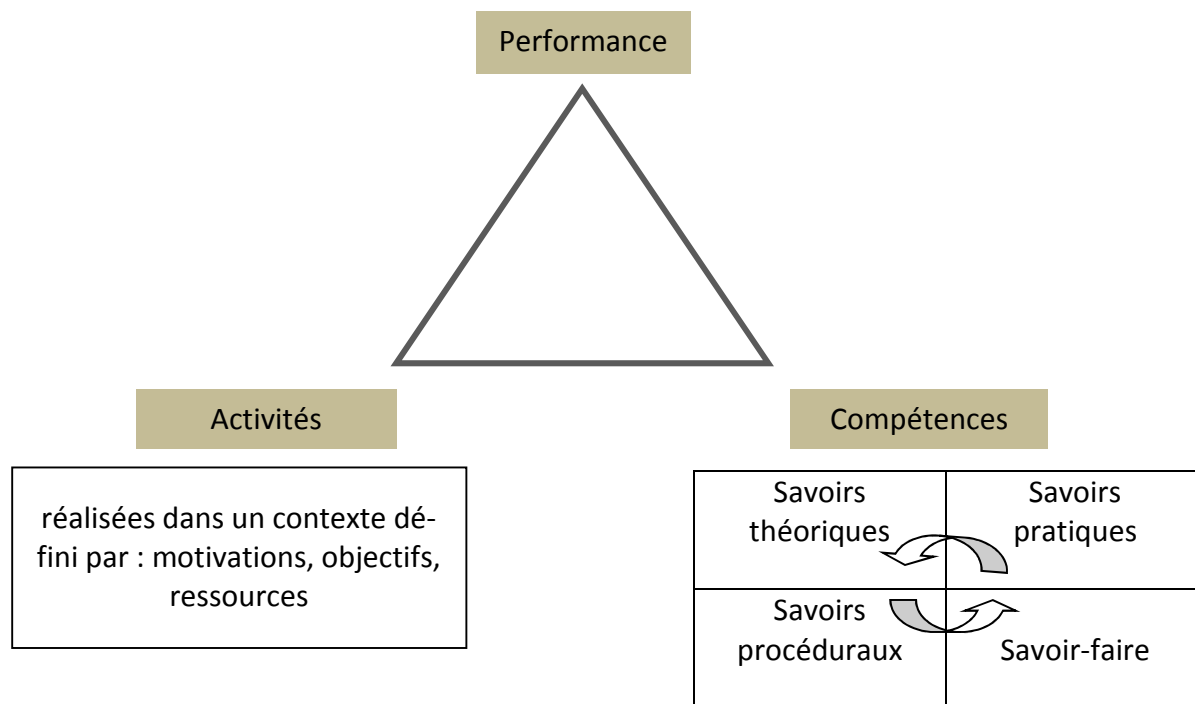 Performance
Activités
Compétences
réalisées dans un contexte dé-
fini par : motivations, objectifs,
ressources
Savoirs
théoriques
Savoirs
pratiques
Savoirs
procéduraux
Savoir-faire